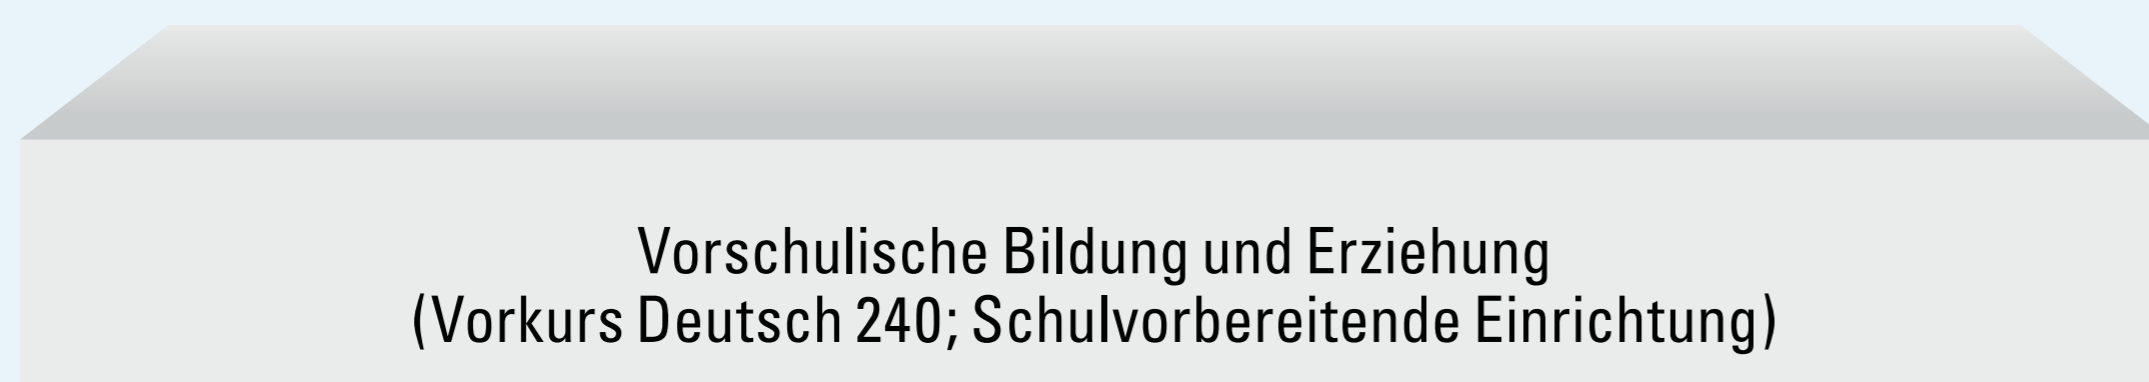 Vorschulische Bildung und Erziehung
(Vorkurs Deutsch 240; Schulvorbereitende Einrichtung)